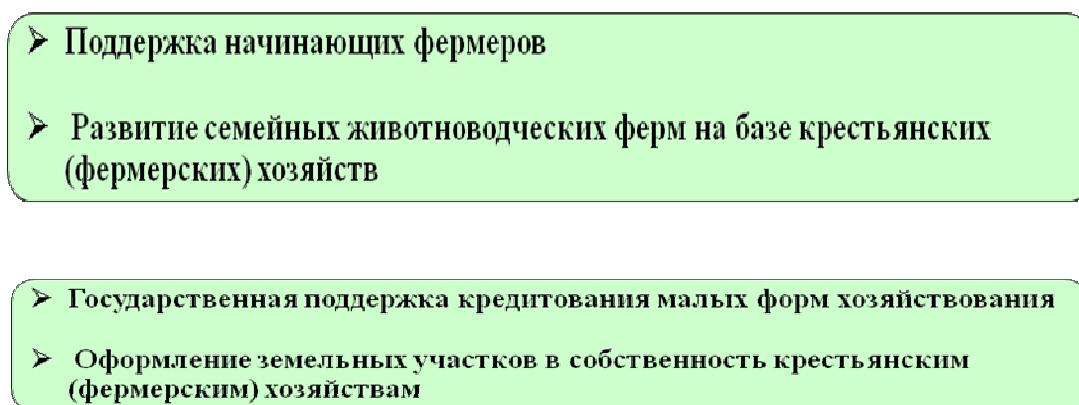 ➢ Поддержка начинающих фермеров
➢ Развитие семейных животноводческих ферм на базе крестьянских
(фермерских) хозяйств
➢ Государственная поддержка кредитования малых форм хозяйствования
➢ Оформление земельных участков в собственность крестьянским
(фермерским) хозяйствам